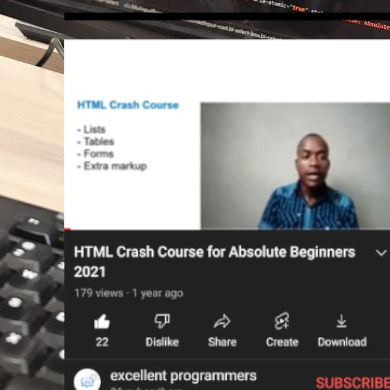 HTML Crash Course
- Lists
- Tables
- Forms
- Extra markup
HTML Crash Course for Absolute Beginners
2021
179 views · 1 year ago
22 Dislike Share Create Download
excellent programmers
SUBSCRIBE